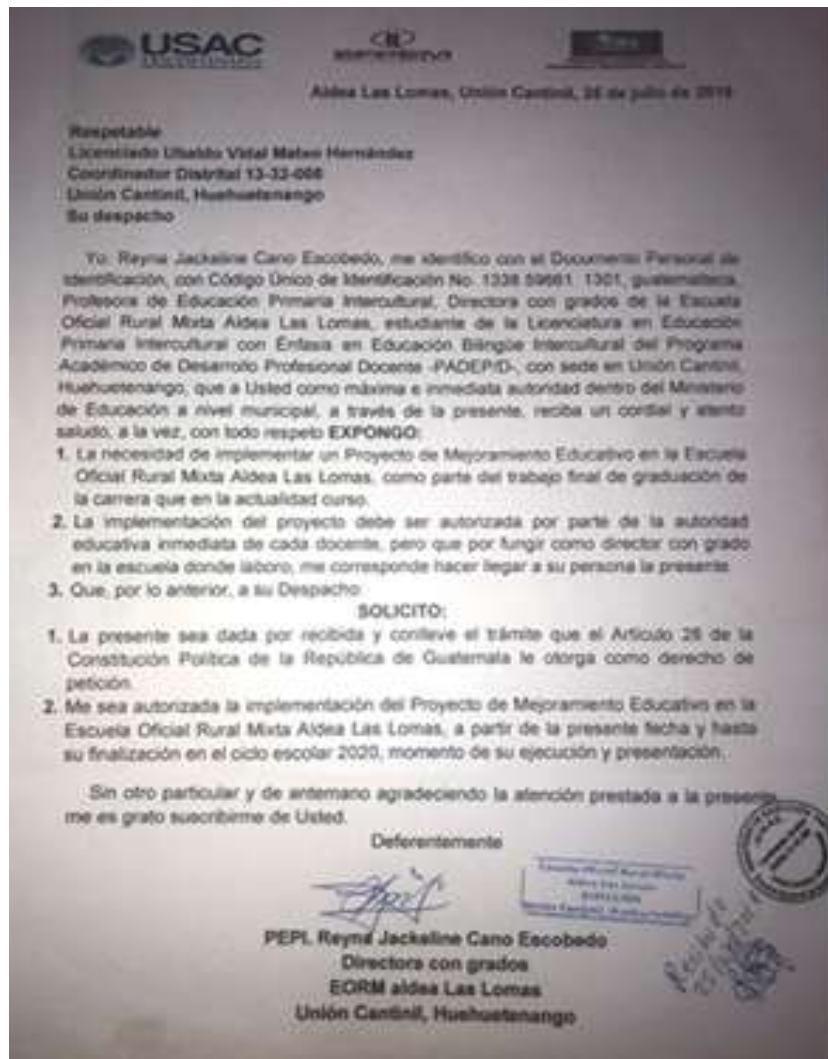 USAC
Aldea Las Lomas, Unión Cantinil, de julio de 2019
Respetable
Licenciado Ubaldo Vidal Mateo Hernández
Coordinador Distrital 13-32-
Unión Cantinil, Huehuetenango
Su despacho
Yo: Reyna Jackeline Cano Escobedo, me identifico con el Documento Personal de
Identificación, con Código Único de Identificación No. 1338 59661 1301, guatemalteca,
Profesora de Educación Primaria Intercultural, Directora con grados de la Escuela
Oficial Rural Mixta Aldea Las Lomas, estudiante de la Licenciatura en Educación
Primaria Intercultural con Énfasis en Educación Bilingüe Intercultural del Programa
Académico de Desarrollo Profesional Docente -PADEP/D-, con sede en Unión Cantinil,
Huehuetenango, que a Usted como máxima e inmediata autoridad dentro del Ministerio
de Educación a nivel municipal, a través de la presente, reciba un cordial y atento
saludo, a la vez, con todo respeto EXPONGO:
1. La necesidad de implementar un Proyecto de Mejoramiento Educativo en la Escuela
Oficial Rural Mixta Aldea Las Lomas, como parte del trabajo final de graduación de
la carrera que en la actualidad curso.
2. La implementación del proyecto debe ser autorizada por parte de la autoridad
educativa inmediata de cada docente, pero que por fungir como director con grado
en la escuela donde laboro, me corresponde hacer llegar a su persona la presente
3. Que, por lo anterior, a su Despacho:
SOLICITO:
1. La presente sea dada por recibida y conlleve el trámite que el Artículo 28 de la
Constitución Política de la República de Guatemala le otorga como derecho de
petición.
2. Me sea autorizada la implementación del Proyecto de Mejoramiento Educativo en la
Escuela Oficial Rural Mixta Aldea Las Lomas, a partir de la presente fecha y hasta
su finalización en el ciclo escolar 2020, momento de su ejecución y presentación.
Sin otro particular y de antemano agradeciendo la atención prestada a la presente
me es grato suscribirme de Usted.
Deferentemente
PEPI. Reyna Jackeline Cano Escobedo
Directora con grados
EORM aldea Las Lomas
Unión Cantinil, Huehuetenango
Recibido